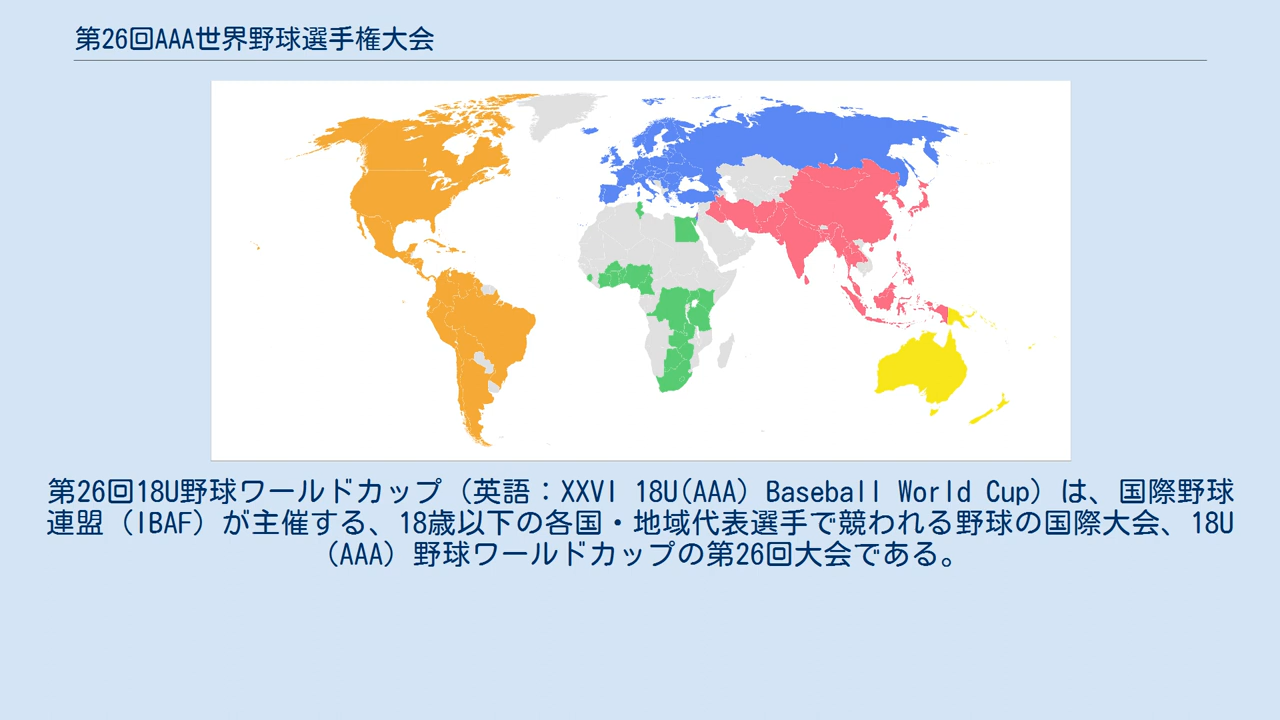 第26回AAA世界野球選手権大会
第26回18U野球ワールドカップ（英語：XXVI 18U(AAA) Baseball World Cup）は、国際野球
連盟（IBAF）が主催する、18歳以下の各国・地域代表選手で競われる野球の国際大会、18U
（AAA）野球ワールドカップの第26回大会である。